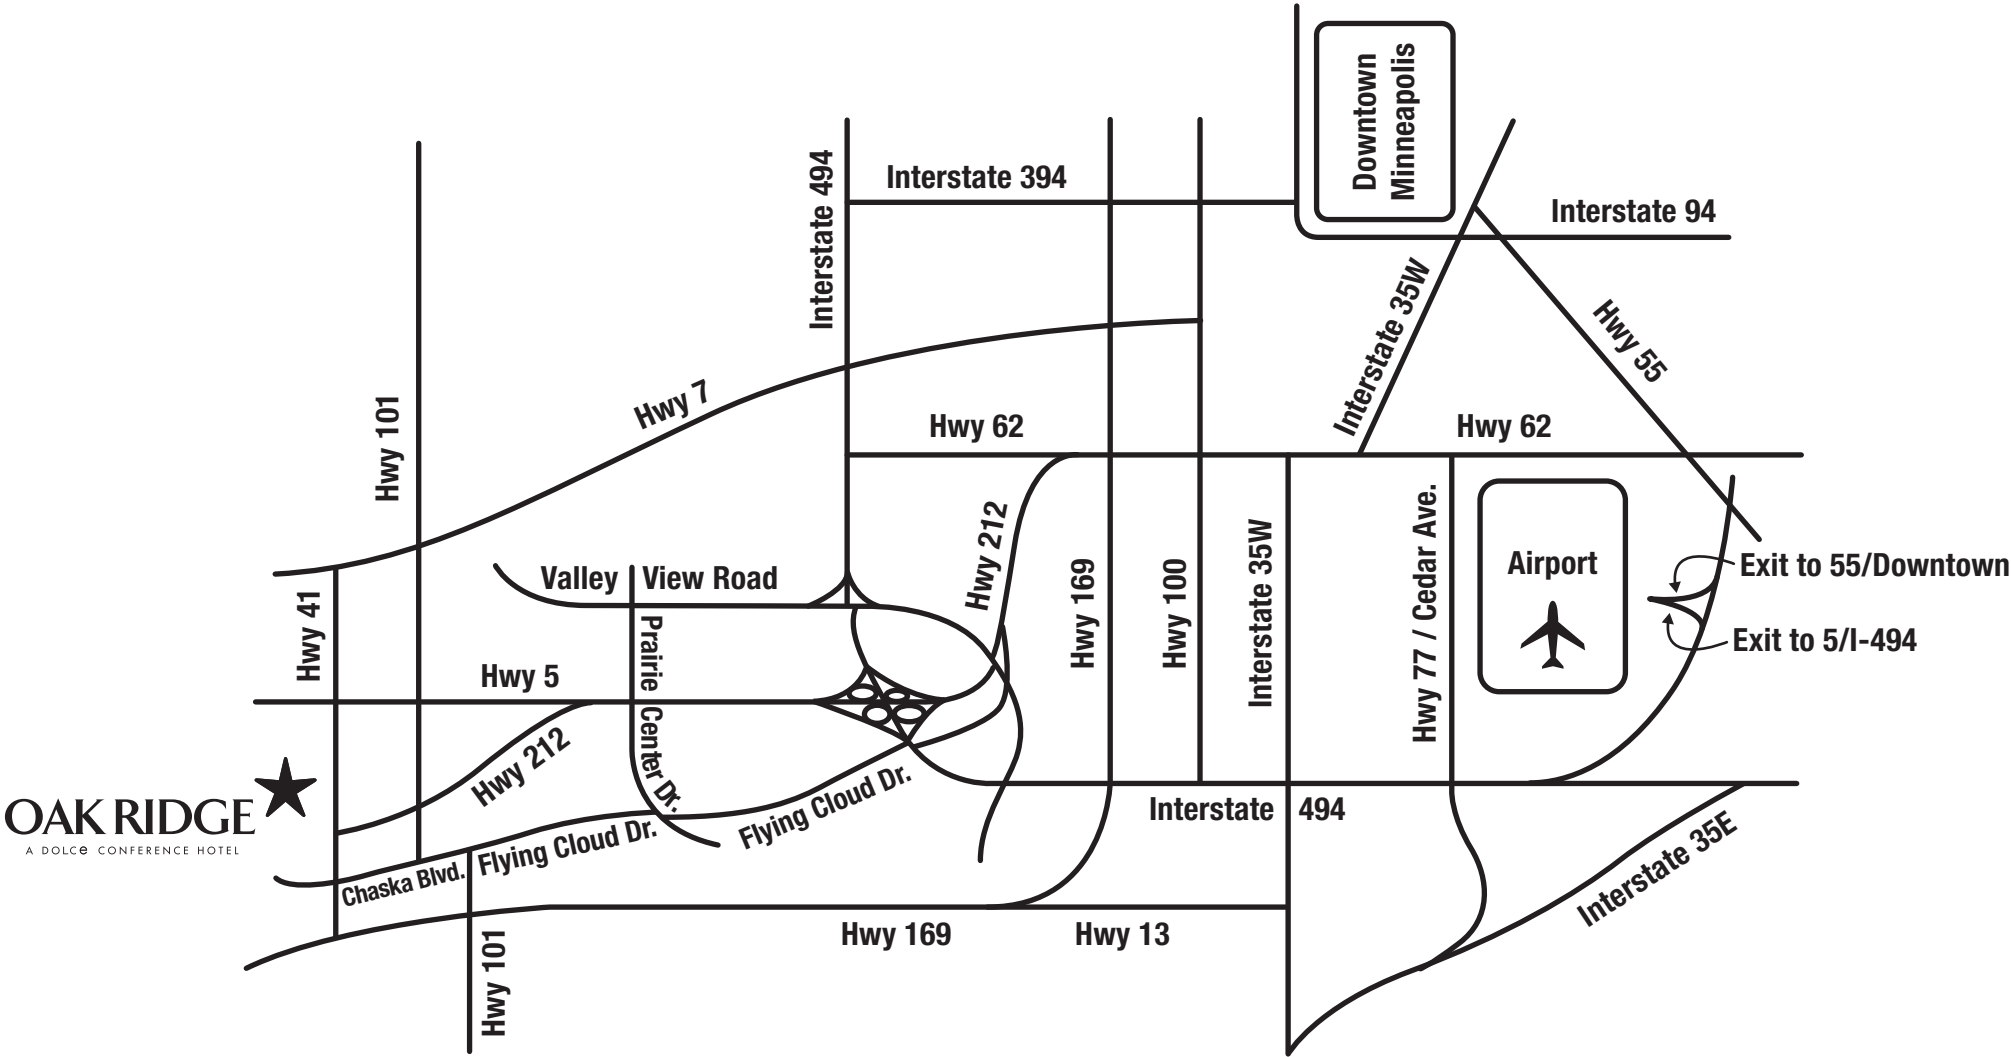 Downtown
Minneapolis
Interstate 494
Interstate 394
Interstate 94
Interstate 35W
Hwy 55
Hwy 101
Hwy 7
Hwy 62
Hwy 62
Hwy 212
Hwy 169
Hwy 100
Interstate 35W
Hwy 77 / Cedar Ave.
Airport
Exit to 55/Downtown
Exit to 5/I-494
Valley View Road
Hwy 41
Prairie Center Dr.
Hwy 5
Hwy 212
OAK RIDGE
A DOLCe CONFERENCE HOTEL
Flying Cloud Dr.
Interstate 494
Chaska Blvd.
Flying Cloud Dr.
Interstate 35E
Hwy 169
Hwy 13
Hwy 101